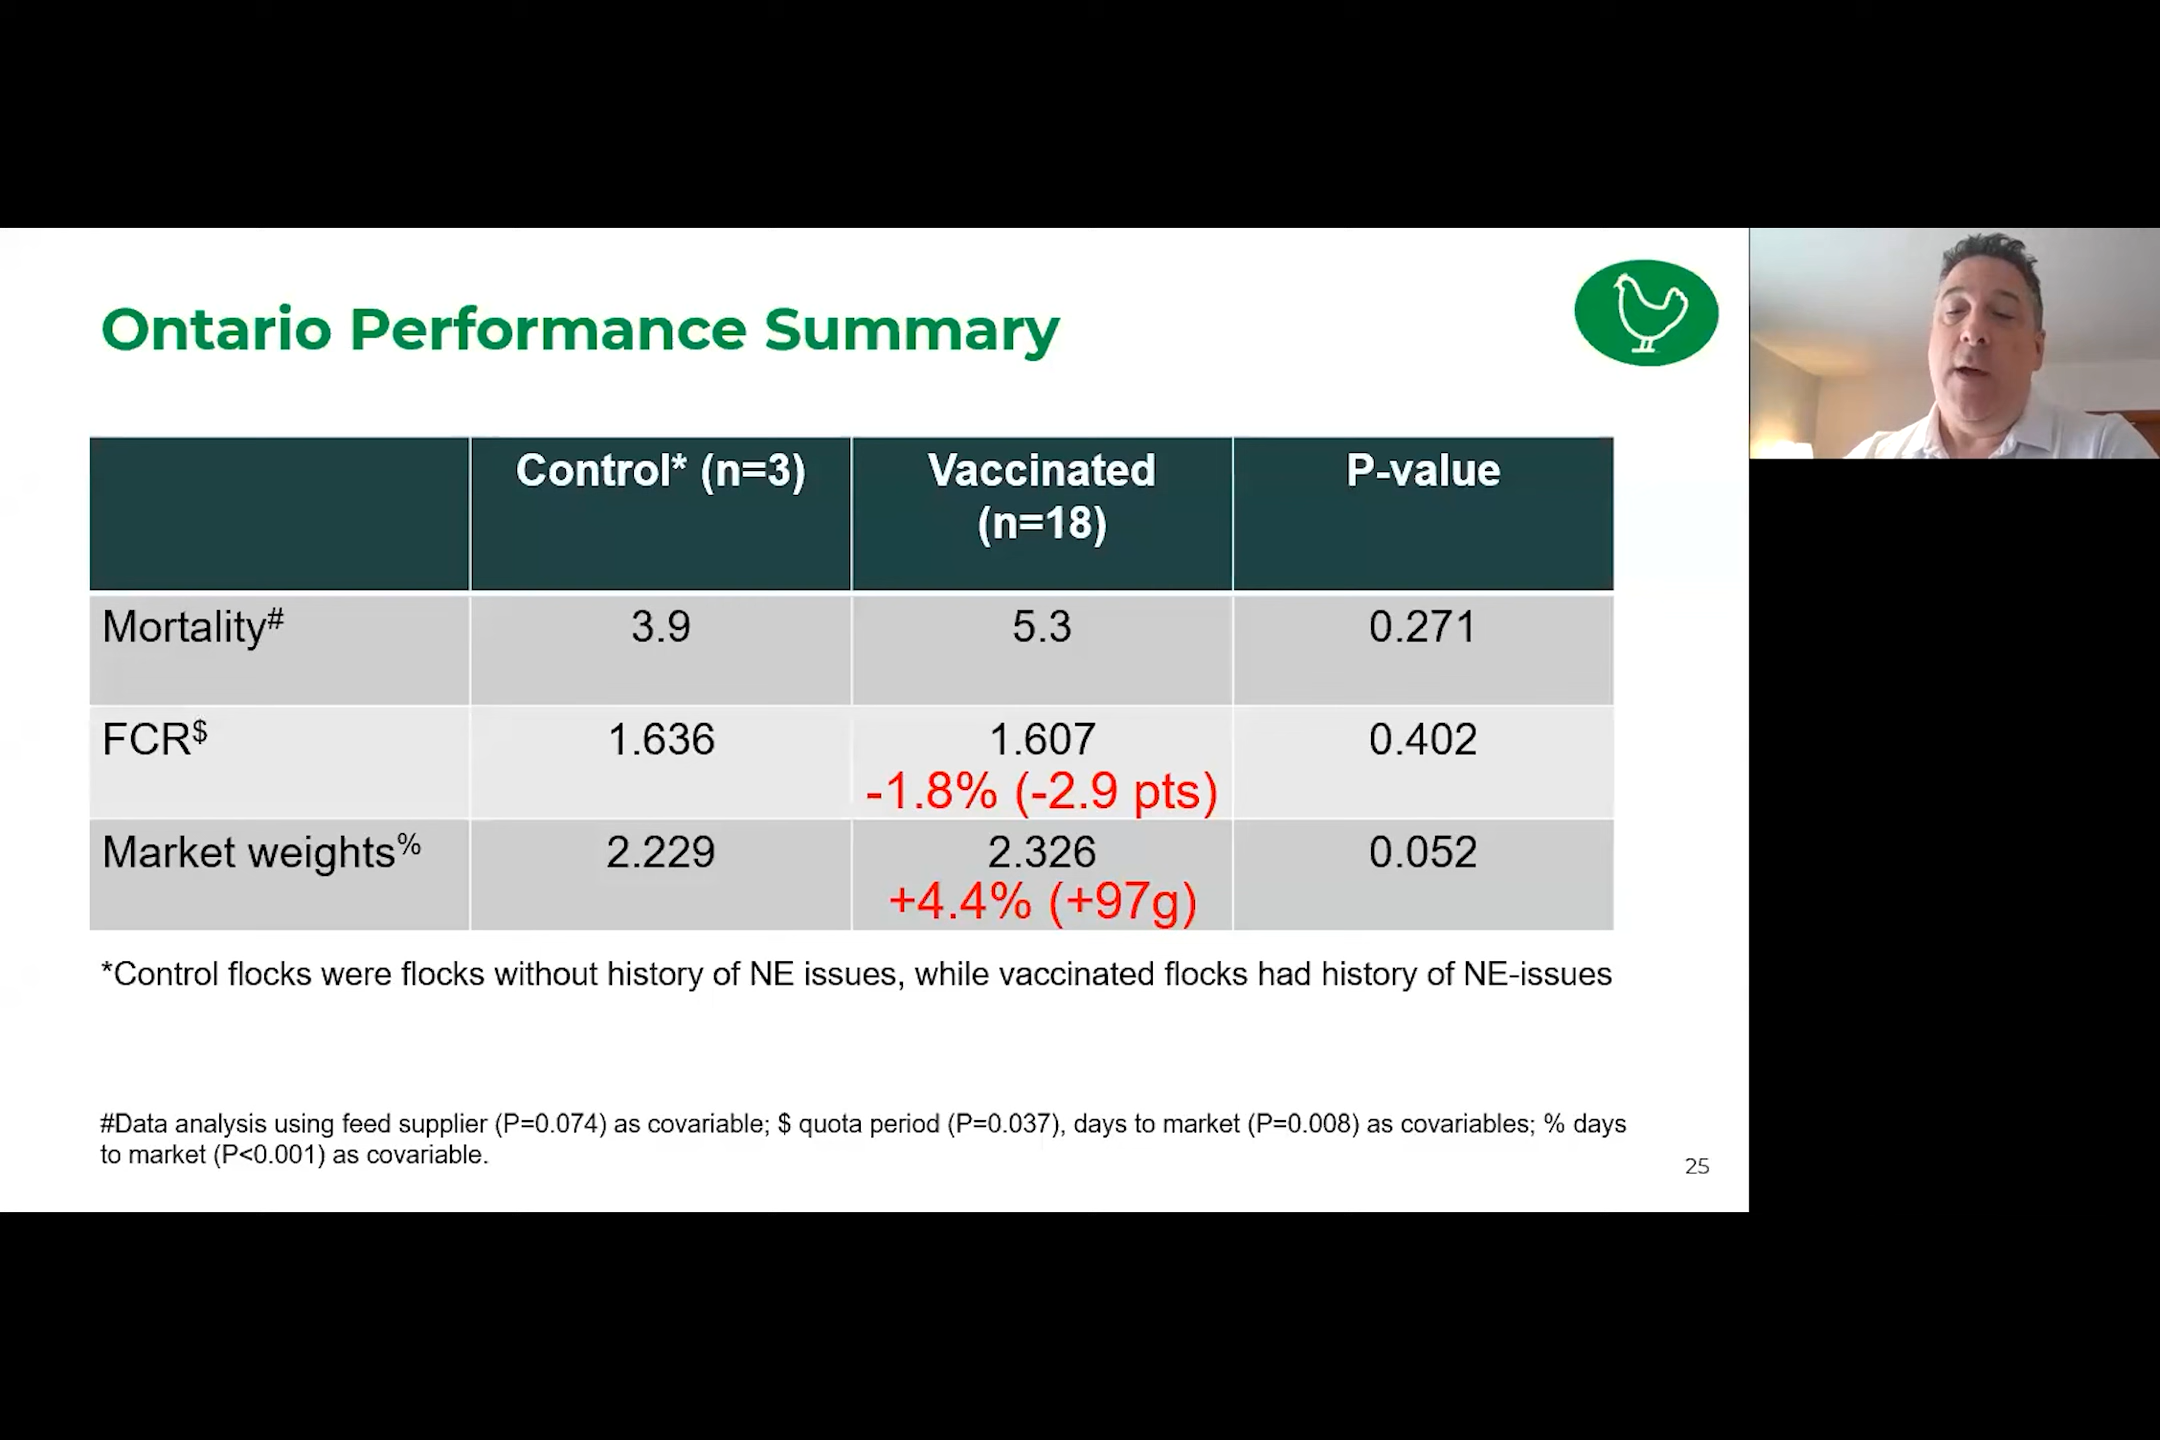 Ontario Performance Summary
Control* (n=3)
Vaccinated
(n=18)
P-value
Mortality#
3.9
5.3
0.271
FCR$
1.636
1.607
-1.8% (-2.9 pts)
0.402
Market weights%
2.229
2.326
+4.4% (+97g)
0.052
*Control flocks were flocks without history of NE issues, while vaccinated flocks had history of NE-issues
#Data analysis using feed supplier (P=0.074) as covariable; $ quota period (P=0.037), days to market (P=0.008) as covariables; % days
to market (P<0.001) as covariable.
25